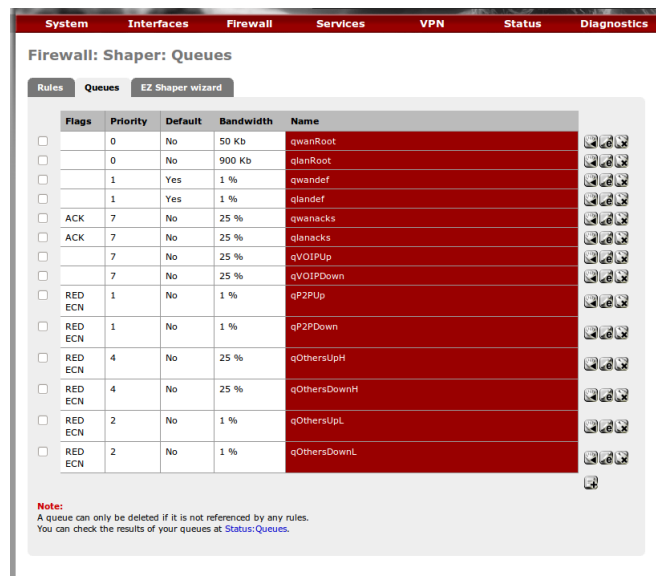 System Interfaces Firewall Services VPN Status Diagnostics
Firewall: Shaper: Queues
Rules Queues EZ Shaper wizard
Flags Priority Default Bandwidth Name
0 No 50 Kb qwanRoot
0 No 900 Kb qlanRoot
1 Yes 1 % qwandef
1 Yes 1 % qlandef
ACK 7 No 25 % qwanacks
ACK 7 No 25 % qlanacks
7 No 25 % qVOIPUp
7 No 25 % qVOIPDown
RED 1 No 1 % qP2PUp
ECN
RED 1 No 1 % qP2PDown
ECN
RED 4 No 25 % qOthersUpH
ECN
RED 4 No 25 % qOthersDownH
ECN
RED 2 No 1 % qOthersUpL
ECN
RED 2 No 1 % qOthersDownL
ECN
Note:
A queue can only be deleted if it is not referenced by any rules.
You can check the results of your queues at Status:Queues.